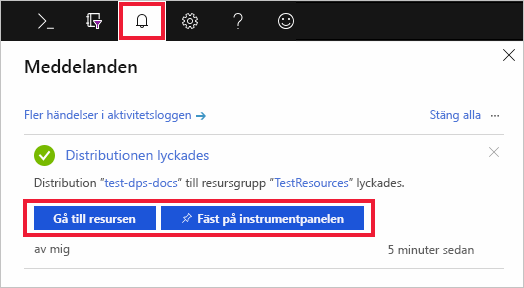 Meddelanden
Fler händelser i aktivitetsloggen → Stäng alla ...
Distributionen lyckades
Distribution "test-dps-docs" till resursgrupp "TestResources" lyckades.
Gå till resursen Fäst på instrumentpanelen
av mig 5 minuter sedan